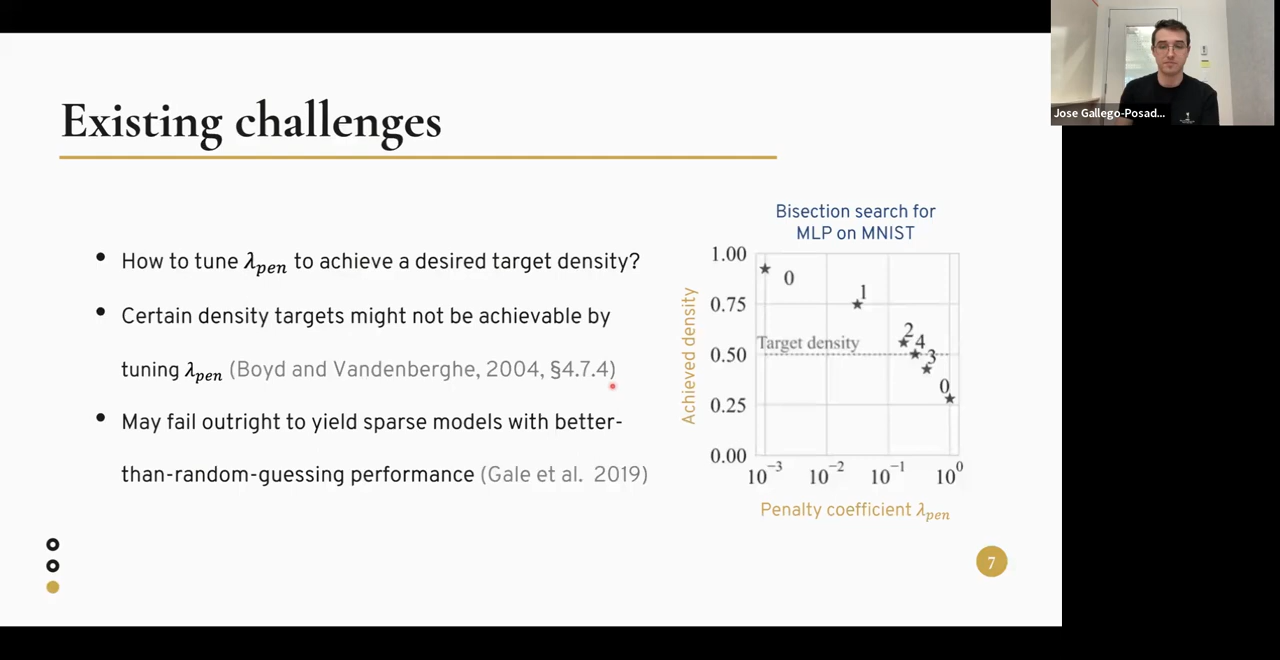 Existing challenges
Jose Gallego-Posad...
• How to tune λpen to achieve a desired target density?
• Certain density targets might not be achievable by
tuning λpen (Boyd and Vandenberghe, 2004, §4.7.4)
• May fail outright to yield sparse models with better-
than-random-guessing performance (Gale et al. 2019)
Bisection search for
MLP on MNIST
Achieved density
1.00
0.75
0.50
0.25
0.00
0
1
Target density
2
4
3
0
10⁻³ 10⁻² 10⁻¹ 10⁰
Penalty coefficient λpen
7